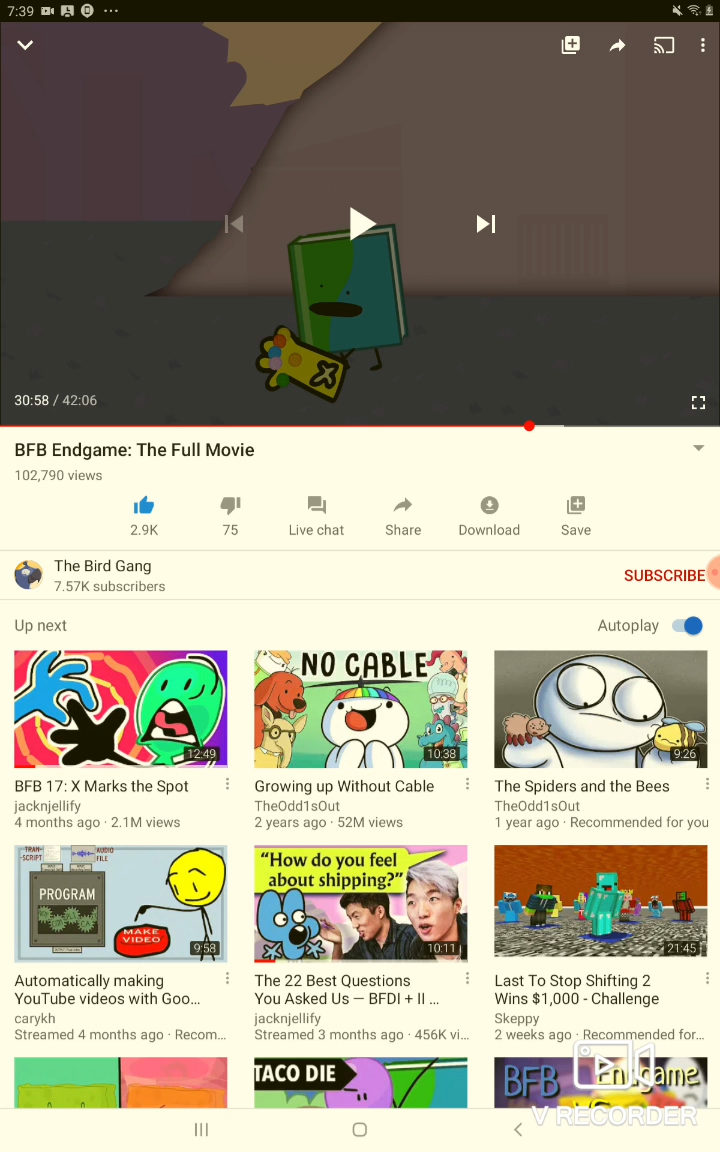 7:39
30:58 / 42:06
BFB Endgame: The Full Movie
102,790 views
2.9K
75
Live chat
Share
Download
Save
The Bird Gang
7.57K subscribers
SUBSCRIBE
Up next
Autoplay
12:49
NO CABLE
10:38
9:26
BFB 17: X Marks the Spot
jacknjellify
4 months ago · 2.1M views
Growing up Without Cable
TheOdd1sOut
2 years ago · 52M views
The Spiders and the Bees
TheOdd1sOut
1 year ago · Recommended for you
TRAN-
-SCRIPT
AUDIO
FILE
PROGRAM
MAKE
VIDEO
9:58
"How do you feel
about shipping?"
10:11
21:45
Automatically making
YouTube videos with Goo...
carykh
Streamed 4 months ago · Recom...
The 22 Best Questions
You Asked Us — BFDI + II ...
jacknjellify
Streamed 3 months ago · 456K vi...
Last To Stop Shifting 2
Wins $1,000 - Challenge
Skeppy
2 weeks ago · Recommended for...
TACO DIE
BFB Endgame
V RECORDER